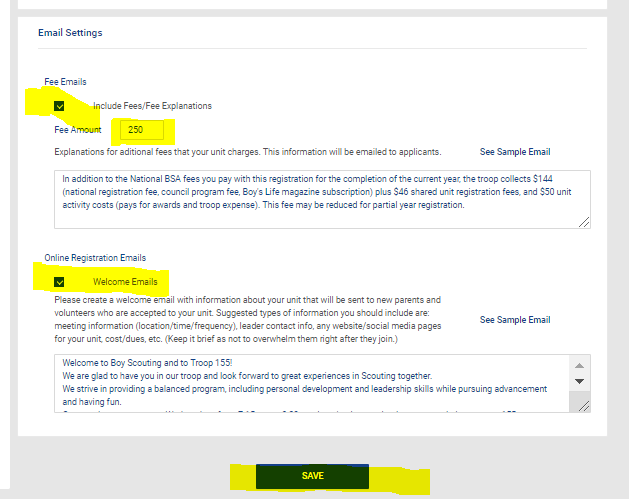 Email Settings
Fee Emails
Include Fees/Fee Explanations
Fee Amount 250
Explanations for aditional fees that your unit charges. This information will be emailed to applicants. See Sample Email
In addition to the National BSA fees you pay with this registration for the completion of the current year, the troop collects $144
(national registration fee, council program fee, Boy's Life magazine subscription) plus $46 shared unit registration fees, and $50 unit
activity costs (pays for awards and troop expense). This fee may be reduced for partial year registration.
Online Registration Emails
Welcome Emails
Please create a welcome email with information about your unit that will be sent to new parents and
volunteers who are accepted to your unit. Suggested types of information you should include are:
meeting information (location/time/frequency), leader contact info, any website/social media pages
for your unit, cost/dues, etc. (Keep it brief as not to overwhelm them right after they join.)
See Sample Email
Welcome to Boy Scouting and to Troop 155!
We are glad to have you in our troop and look forward to great experiences in Scouting together.
We strive in providing a balanced program, including personal development and leadership skills while pursuing advancement
and having fun.
SAVE